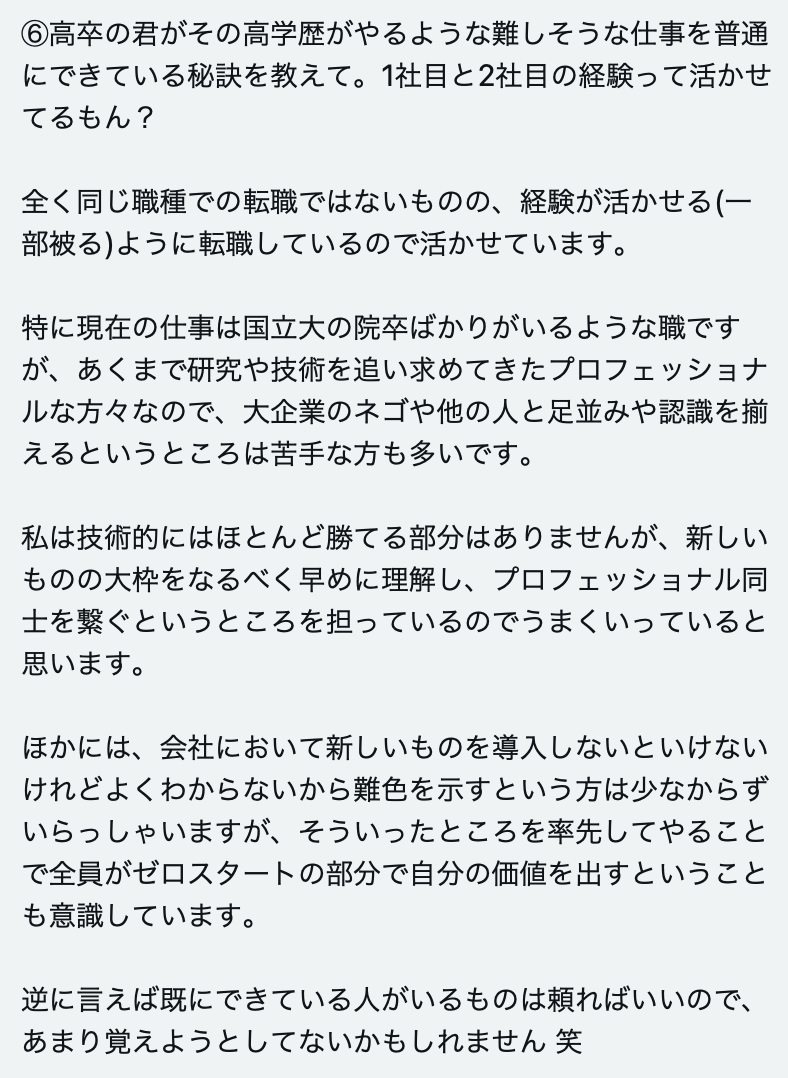 ⑥高卒の君がその高学歴がやるような難しそうな仕事を普通
にできている秘訣を教えて。1社目と2社目の経験って活かせ
てるもん？
全く同じ職種での転職ではないものの、経験が活かせる(一
部被る)ように転職しているので活かせています。
特に現在の仕事は国立大の院卒ばかりがいるような職です
が、あくまで研究や技術を追い求めてきたプロフェッショナ
ルな方々なので、大企業のネゴや他の人と足並みや認識を揃
えるというところは苦手な方も多いです。
私は技術的にはほとんど勝てる部分はありませんが、新しい
ものの大枠をなるべく早めに理解し、プロフェッショナル同
士を繋ぐというところを担っているのでうまくいっていると
思います。
ほかには、会社において新しいものを導入しないといけない
けれどよくわからないから難色を示すという方は少なからず
いらっしゃいますが、そういったところを率先してやること
で全員がゼロスタートの部分で自分の価値を出すということ
も意識しています。
逆に言えば既にできている人がいるものは頼ればいいので、
あまり覚えようとしてないかもしれません 笑